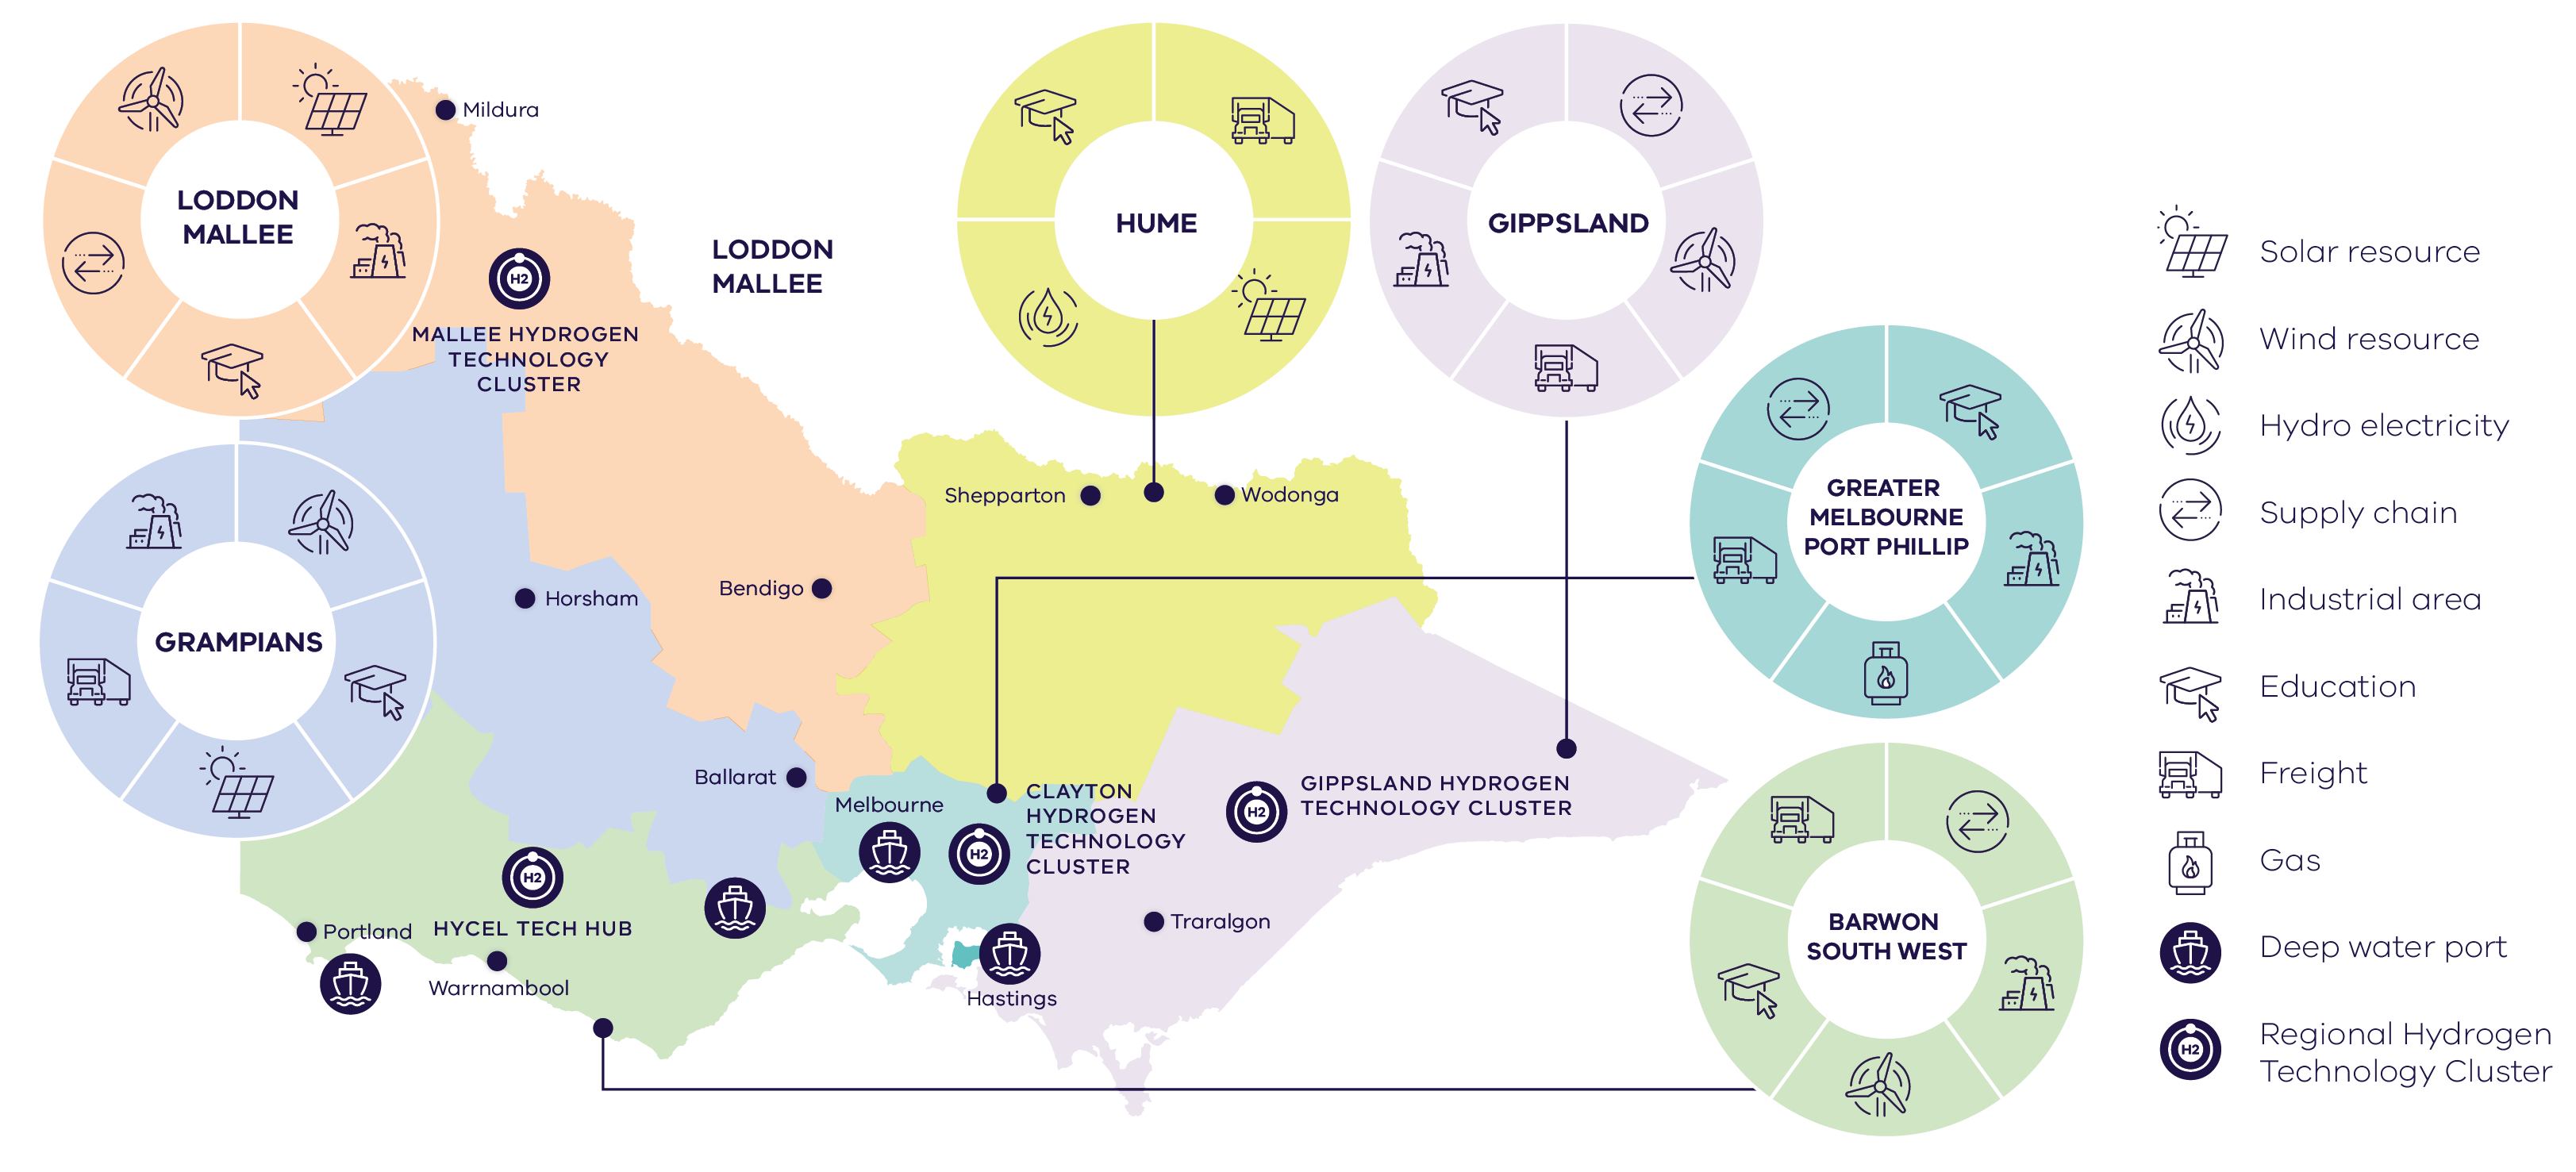 LODDON
MALLEE
Mildura
H2
MALLEE HYDROGEN
TECHNOLOGY
CLUSTER
LODDON
MALLEE
HUME
GIPPSLAND
GREATER
MELBOURNE
PORT PHILLIP
GRAMPIANS
Shepparton
Wodonga
Bendigo
Horsham
Ballarat
Melbourne
H2
CLAYTON
HYDROGEN
TECHNOLOGY
CLUSTER
H2
GIPPSLAND HYDROGEN
TECHNOLOGY CLUSTER
H2
HYCEL TECH HUB
Portland
Warrnambool
Traralgon
Hastings
BARWON
SOUTH WEST
Solar resource
Wind resource
Hydro electricity
Supply chain
Industrial area
Education
Freight
Gas
Deep water port
H2
Regional Hydrogen
Technology Cluster